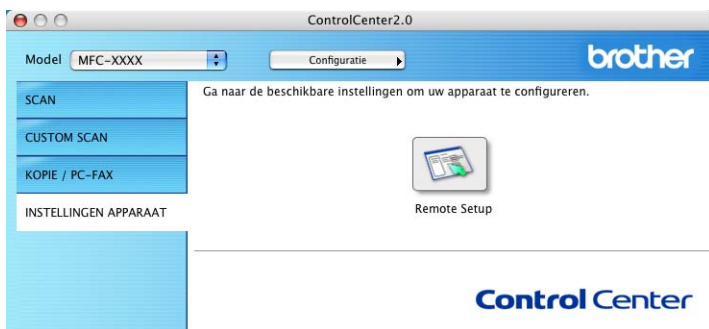 ControlCenter2.0
Model MFC-XXXX Configuratie brother
SCAN
CUSTOM SCAN
KOPIE / PC-FAX
INSTELLINGEN APPARAAT
Ga naar de beschikbare instellingen om uw apparaat te configureren.
Remote Setup
Control Center